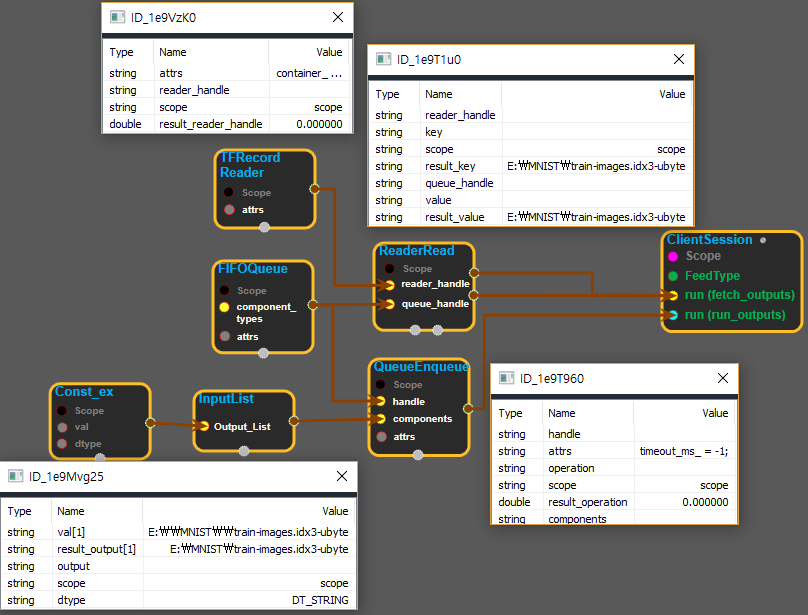 ID_1e9VzK0
Type Name Value
string attrs container_ ...
string reader_handle
string scope scope
double result_reader_handle 0.000000
ID_1e9T1u0
Type Name Value
string reader_handle
string key
string scope scope
string result_key E:₩MNIST₩train-images.idx3-ubyte
string queue_handle
string value
string result_value E:₩MNIST₩train-images.idx3-ubyte
TFRecord
Reader
Scope
attrs
FIFOQueue
Scope
component_
types
attrs
ReaderRead
Scope
reader_handle
queue_handle
ClientSession
Scope
FeedType
run (fetch_outputs)
run (run_outputs)
Const_ex
Scope
val
dtype
InputList
Output_List
QueueEnqueue
Scope
handle
components
attrs
ID_1e9T960
Type Name Value
string handle
string attrs timeout_ms_ = -1;
string operation
string scope scope
double result_operation 0.000000
string components
ID_1e9Mvg25
Type Name Value
string val[1] E:₩₩MNIST₩₩train-images.idx3-ubyte
string result_output[1] E:₩MNIST₩train-images.idx3-ubyte
string output
string scope scope
string dtype DT_STRING